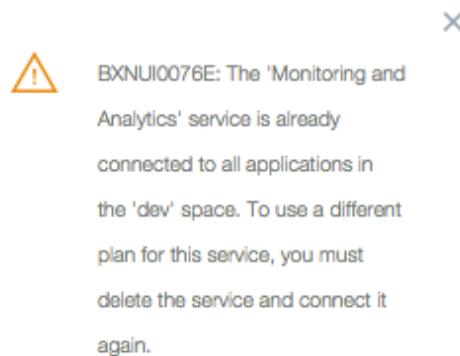 BXNUI0076E: The 'Monitoring and
Analytics' service is already
connected to all applications in
the 'dev' space. To use a different
plan for this service, you must
delete the service and connect it
again.